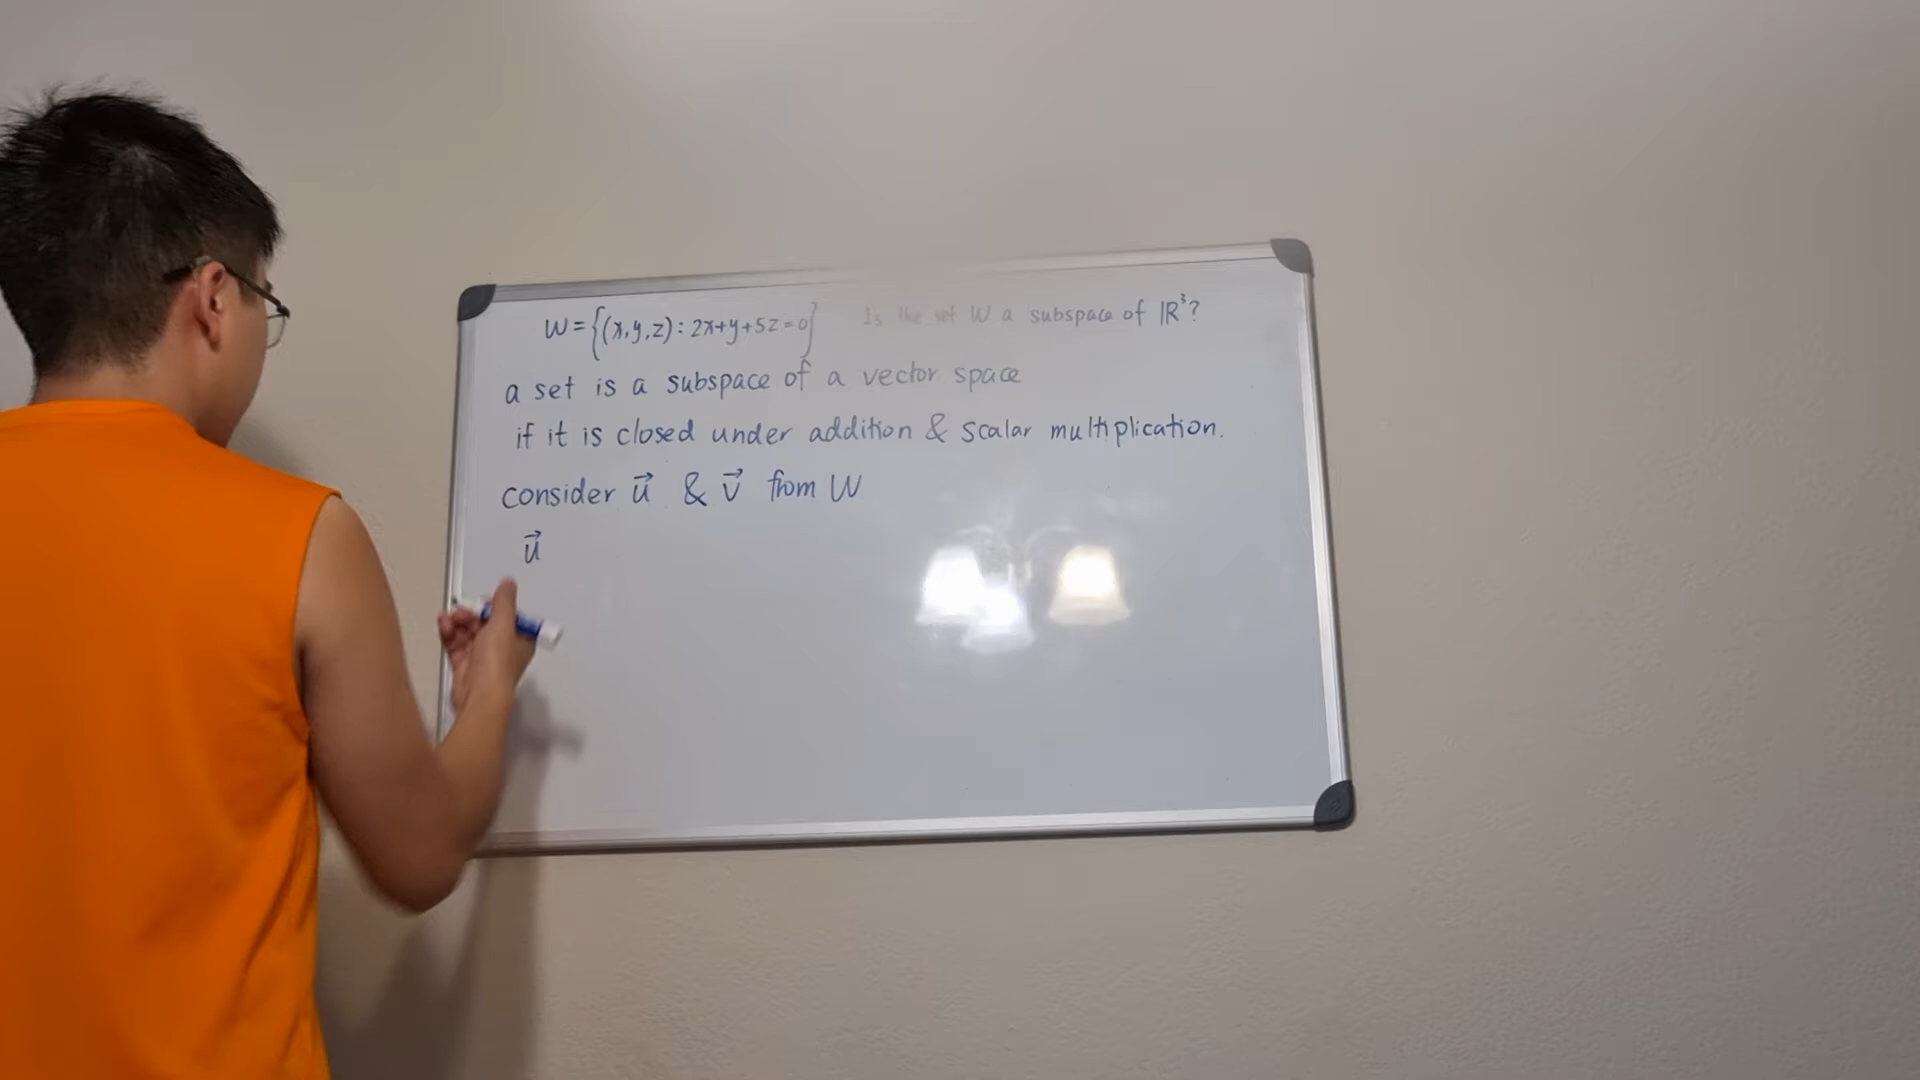 W = {(x,y,z): 2x+y+5z=0} Is the set W a subspace of ℝ³?
a set is a subspace of a vector space
if it is closed under addition & scalar multiplication.
consider u⃗ & v⃗ from W
u⃗